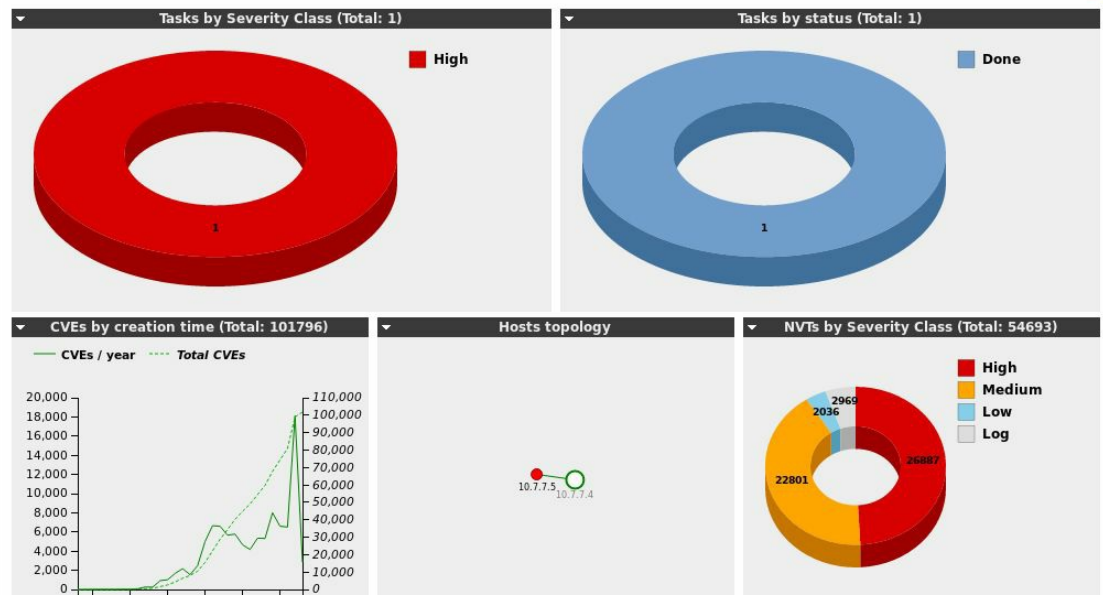 Tasks by Severity Class (Total: 1)
High
1
Tasks by status (Total: 1)
Done
1
CVEs by creation time (Total: 101796)
CVEs / year
Total CVEs
20,000
18,000
16,000
14,000
12,000
10,000
8,000
6,000
4,000
2,000
0
110,000
100,000
90,000
80,000
70,000
60,000
50,000
40,000
30,000
20,000
10,000
0
Hosts topology
10.7.7.5
10.7.7.4
NVTs by Severity Class (Total: 54693)
High
Medium
Low
Log
2969
2036
26887
22801